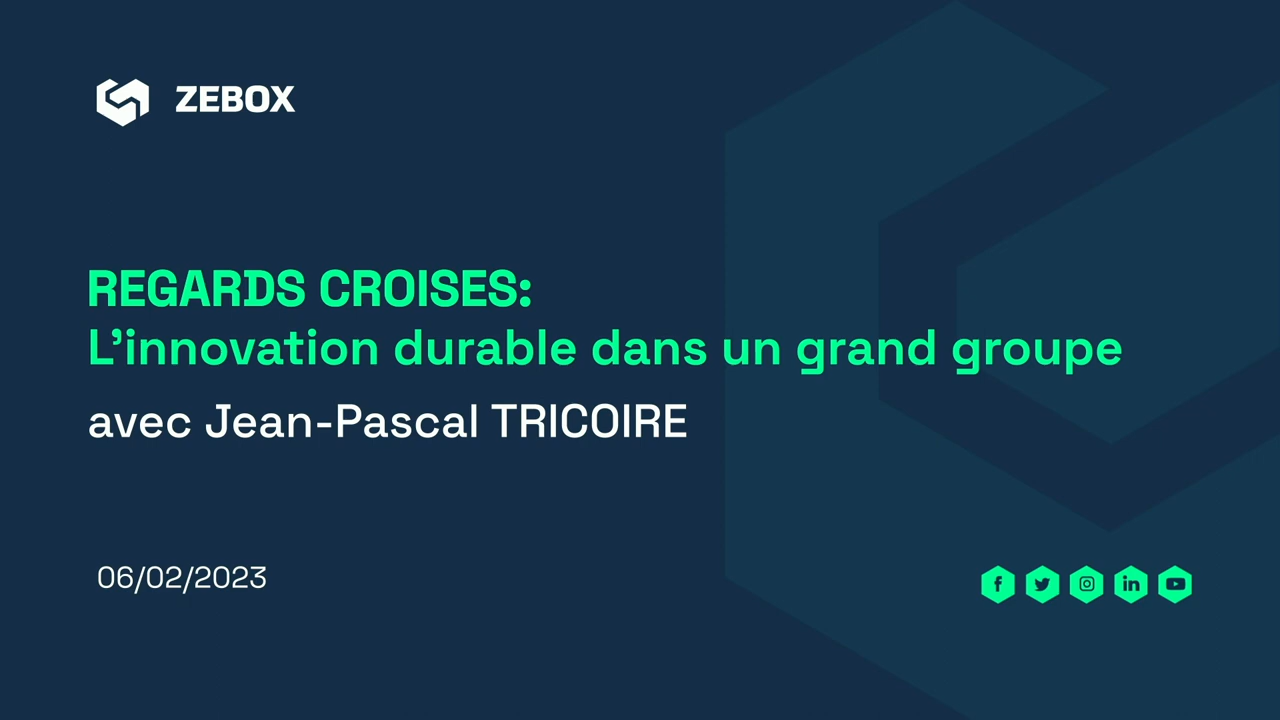 ZEBOX
REGARDS CROISES:
L'innovation durable dans un grand groupe
avec Jean-Pascal TRICOIRE
06/02/2023